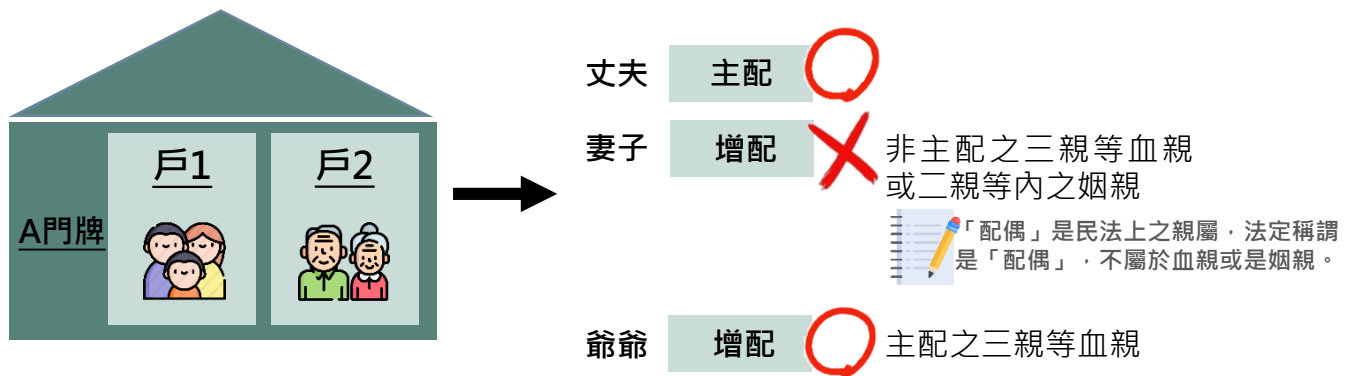 A門牌
戶1
戶2
丈夫 主配
妻子 增配 非主配之三親等血親
或二親等內之姻親
「配偶」是民法上之親屬，法定稱謂
是「配偶」，不屬於血親或是姻親。
爺爺 增配 主配之三親等血親